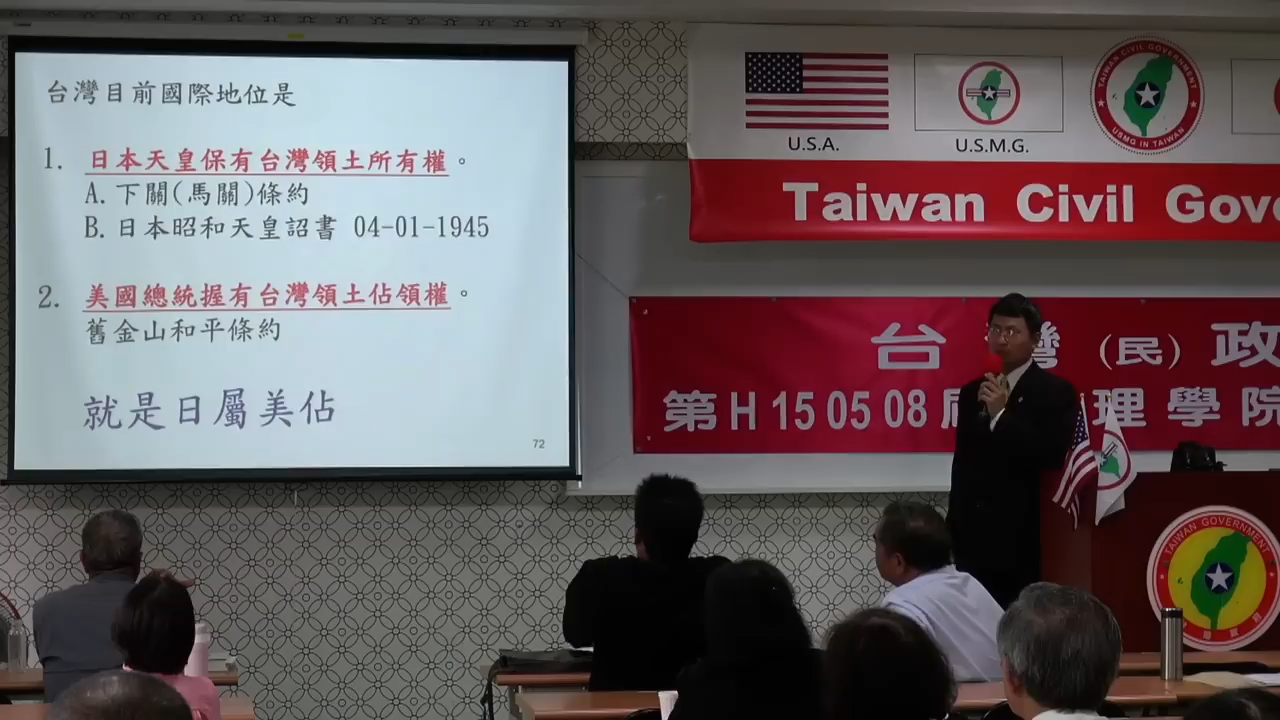 台灣目前國際地位是
1. 日本天皇保有台灣領土所有權。
A.下關(馬關)條約
B.日本昭和天皇詔書 04-01-1945
2. 美國總統握有台灣領土佔領權。
舊金山和平條約
就是日屬美佔
72
U.S.A.
U.S.M.G.
TAIWAN CIVIL GOVERNMENT
USMG IN TAIWAN
Taiwan Civil Gove
台灣(民)政
第H 15 05 08 理學院
TAIWAN GOVERNMENT